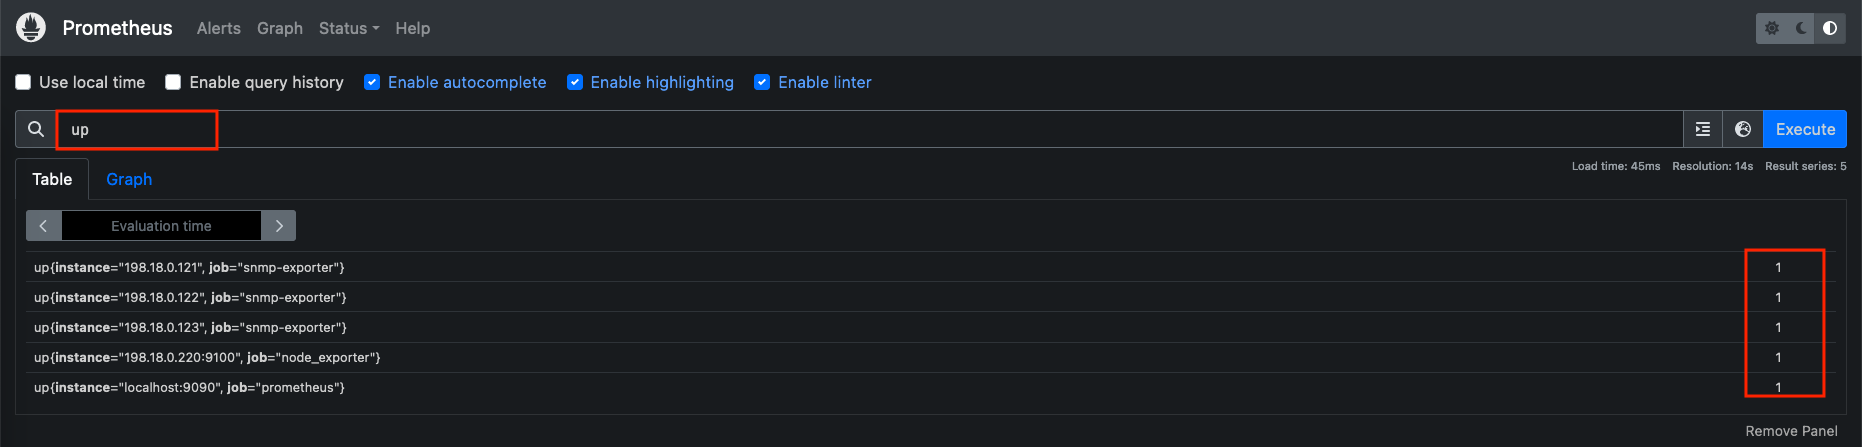 Prometheus Alerts Graph Status Help
Use local time Enable query history Enable autocomplete Enable highlighting Enable linter
up Execute
Load time: 45ms Resolution: 14s Result series: 5
Table Graph
Evaluation time
up{instance="198.18.0.121", job="snmp-exporter"} 1
up{instance="198.18.0.122", job="snmp-exporter"} 1
up{instance="198.18.0.123", job="snmp-exporter"} 1
up{instance="198.18.0.220:9100", job="node_exporter"} 1
up{instance="localhost:9090", job="prometheus"} 1
Remove Panel